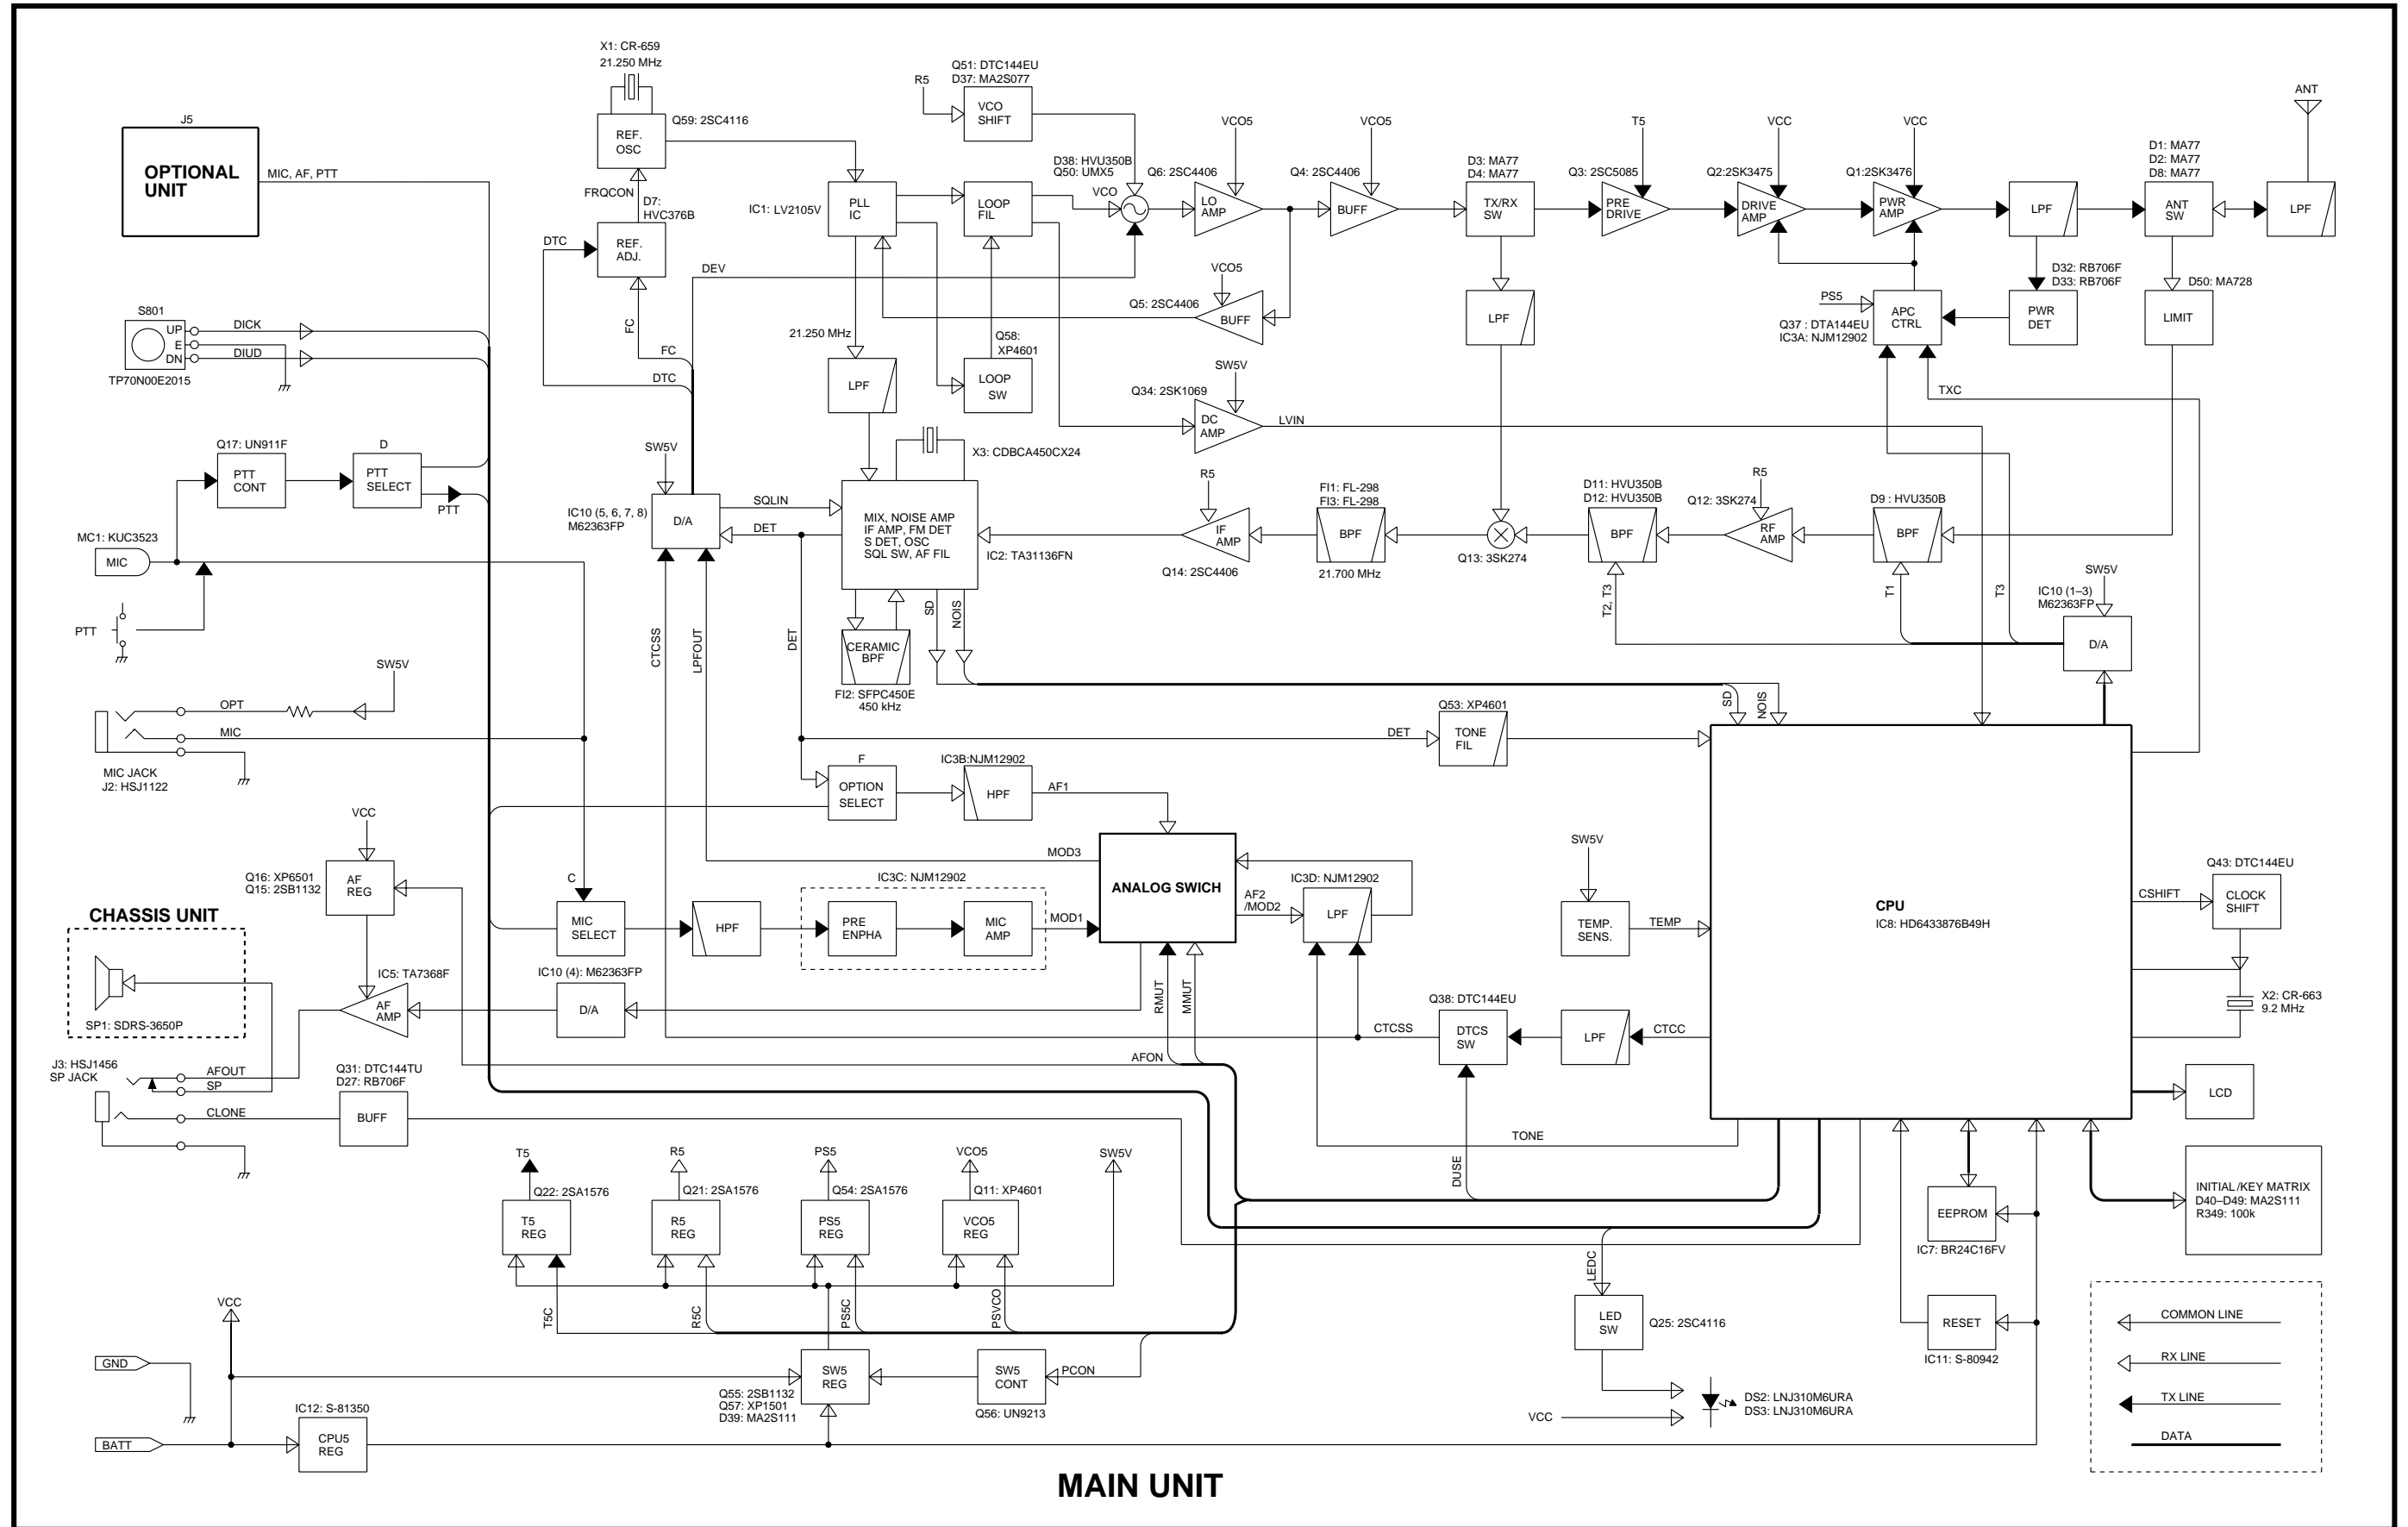 X1: CR-659
21.250 MHz
Q51: DTC144EU
D37: MA2S077
R5
VCO
SHIFT
ANT
J5
OPTIONAL
UNIT
MIC, AF, PTT
REF.
OSC
Q59: 2SC4116
FRQCON
D7:
HVC376B
DTC
REF.
ADJ.
IC1: LV2105V
PLL
IC
LOOP
FIL
D38: HVU350B
Q50: UMX5
VCO
VCO5
Q6: 2SC4406
LO
AMP
VCO5
Q4: 2SC4406
BUFF
D3: MA77
D4: MA77
TX/RX
SW
T5
Q3: 2SC5085
PRE
DRIVE
VCC
Q2:2SK3475
DRIVE
AMP
VCC
Q1:2SK3476
PWR
AMP
LPF
D1: MA77
D2: MA77
D8: MA77
ANT
SW
LPF
DEV
VCO5
Q5: 2SC4406
BUFF
LPF
PS5
APC
CTRL
Q37 : DTA144EU
IC3A: NJM12902
D32: RB706F
D33: RB706F
PWR
DET
D50: MA728
LIMIT
S801
UP
E
DN
DICK
DIUD
TP70N00E2015
FC
FC
DTC
21.250 MHz
LPF
Q58:
XP4601
LOOP
SW
SW5V
Q34: 2SK1069
DC
AMP
LVIN
TXC
Q17: UN911F
PTT
CONT
D
PTT
SELECT
PTT
MC1: KUC3523
MIC
PTT
SW5V
IC10 (5, 6, 7, 8)
M62363FP
D/A
SQLIN
DET
X3: CDBCA450CX24
MIX, NOISE AMP
IF AMP, FM DET
S DET, OSC
SQL SW, AF FIL
IC2: TA31136FN
R5
IF
AMP
Q14: 2SC4406
FI1: FL-298
FI3: FL-298
BPF
21.700 MHz
Q13: 3SK274
D11: HVU350B
D12: HVU350B
BPF
R5
Q12: 3SK274
RF
AMP
D9 : HVU350B
BPF
CTCSS
LPFOUT
DET
SD
NOIS
T2, T3
T1
T3
SW5V
IC10 (1–3)
M62363FP
D/A
CERAMIC
BPF
FI2: SFPC450E
450 kHz
SW5V
OPT
MIC
MIC JACK
J2: HSJ1122
SD
NOIS
Q53: XP4601
DET
TONE
FIL
F
OPTION
SELECT
IC3B:NJM12902
HPF
AF1
VCC
Q16: XP6501
Q15: 2SB1132
AF
REG
C
MIC
SELECT
HPF
IC3C: NJM12902
PRE
ENPHA
MIC
AMP
MOD1
MOD3
ANALOG SWICH
AF2
/MOD2
IC3D: NJM12902
LPF
SW5V
TEMP.
SENS.
TEMP
CPU
IC8: HD6433876B49H
CSHIFT
Q43: DTC144EU
CLOCK
SHIFT
X2: CR-663
9.2 MHz
CHASSIS UNIT
SP1: SDRS-3650P
IC5: TA7368F
AF
AMP
IC10 (4): M62363FP
D/A
RMUT
MMUT
CTCSS
Q38: DTC144EU
DTCS
SW
LPF
CTCC
AFON
J3: HSJ1456
SP JACK
AFOUT
SP
CLONE
Q31: DTC144TU
D27: RB706F
BUFF
LCD
TONE
DUSE
T5
Q22: 2SA1576
T5
REG
R5
Q21: 2SA1576
R5
REG
PS5
Q54: 2SA1576
PS5
REG
VCO5
Q11: XP4601
VCO5
REG
SW5V
EEPROM
IC7: BR24C16FV
INITIAL/KEY MATRIX
D40–D49: MA2S111
R349: 100k
T5C
R5C
PS5C
PSVCO
LEDC
LED
SW
Q25: 2SC4116
RESET
IC11: S-80942
VCC
GND
BATT
IC12: S-81350
CPU5
REG
SW5
REG
Q55: 2SB1132
Q57: XP1501
D39: MA2S111
SW5
CONT
PCON
Q56: UN9213
VCC
DS2: LNJ310M6URA
DS3: LNJ310M6URA
COMMON LINE
RX LINE
TX LINE
DATA
MAIN UNIT